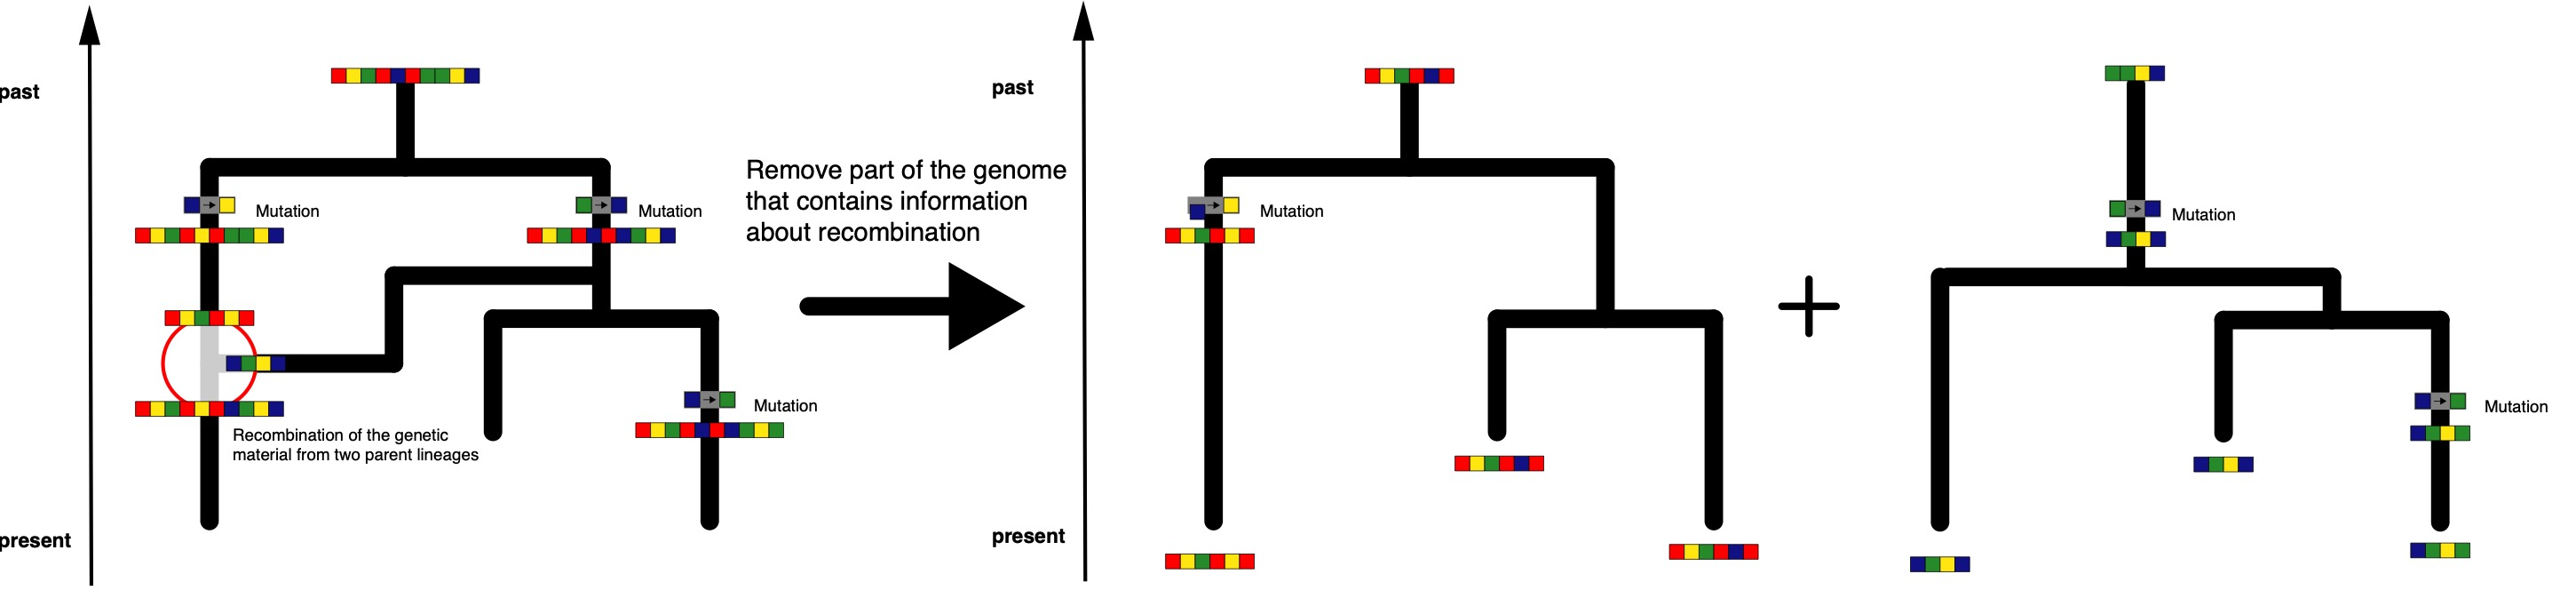 past
Mutation
Mutation
Mutation
Recombination of the genetic
material from two parent lineages
present
Remove part of the genome
that contains information
about recombination
past
Mutation
present
Mutation
Mutation